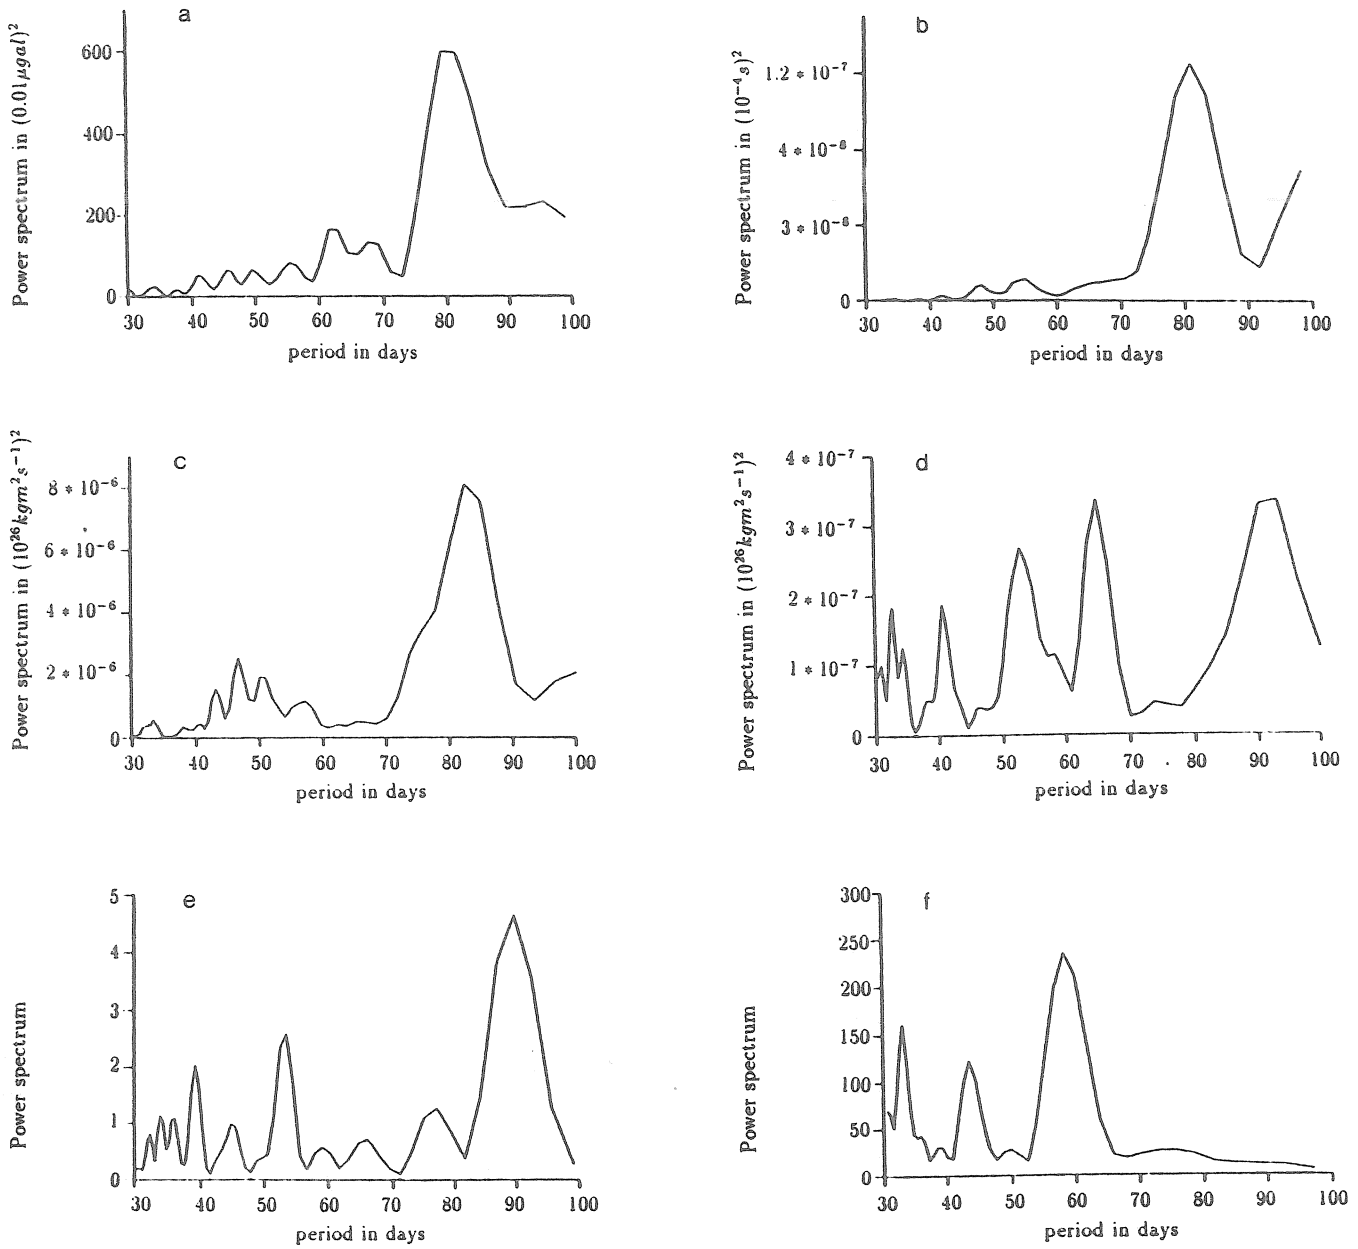 a
Power spectrum in (0.01μgal)²
600
400
200
0
30 40 50 60 70 80 90 100
period in days
b
Power spectrum in (10⁻⁴s)²
1.2 * 10⁻⁷
4 * 10⁻⁸
3 * 10⁻⁸
0
30 40 50 60 70 80 90 100
period in days
c
Power spectrum in (10²⁶kgm²s⁻¹)²
8 * 10⁻⁶
6 * 10⁻⁶
4 * 10⁻⁶
2 * 10⁻⁶
0
30 40 50 60 70 80 90 100
period in days
d
Power spectrum in (10²⁶kgm²s⁻¹)²
4 * 10⁻⁷
3 * 10⁻⁷
2 * 10⁻⁷
1 * 10⁻⁷
0
30 40 50 60 70 80 90 100
period in days
e
Power spectrum
5
4
3
2
1
0
30 40 50 60 70 80 90 100
period in days
f
Power spectrum
300
250
200
150
100
50
0
30 40 50 60 70 80 90 100
period in days